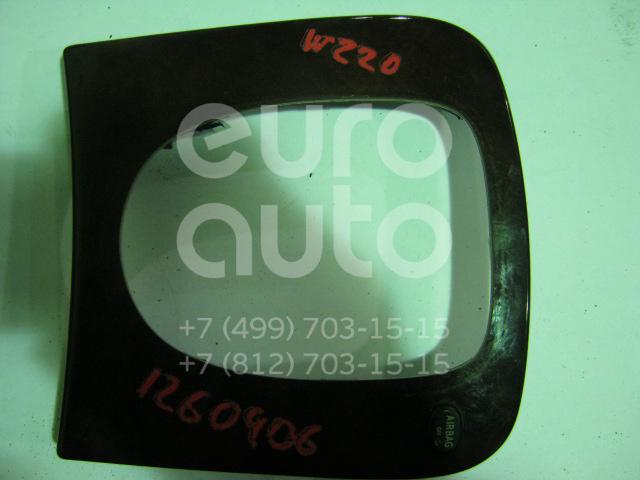 W220
euro
auto
+7 (499) 703-15-15
+7 (812) 703-15-15
1260906
AIRBAG